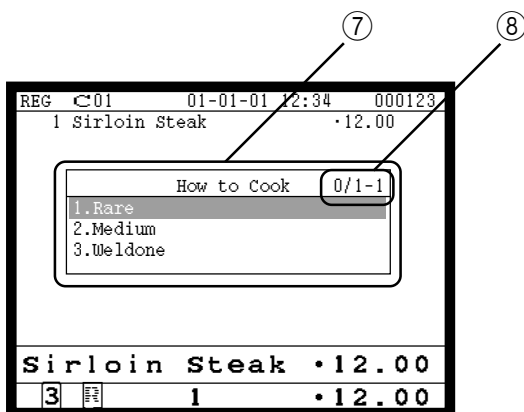 ⑦ ⑧
REG C01 01-01-01 12:34 000123
1 Sirloin Steak •12.00
How to Cook 0/1-1
1.Rare
2.Medium
3.Weldone
Sirloin Steak •12.00
3 R 1 •12.00